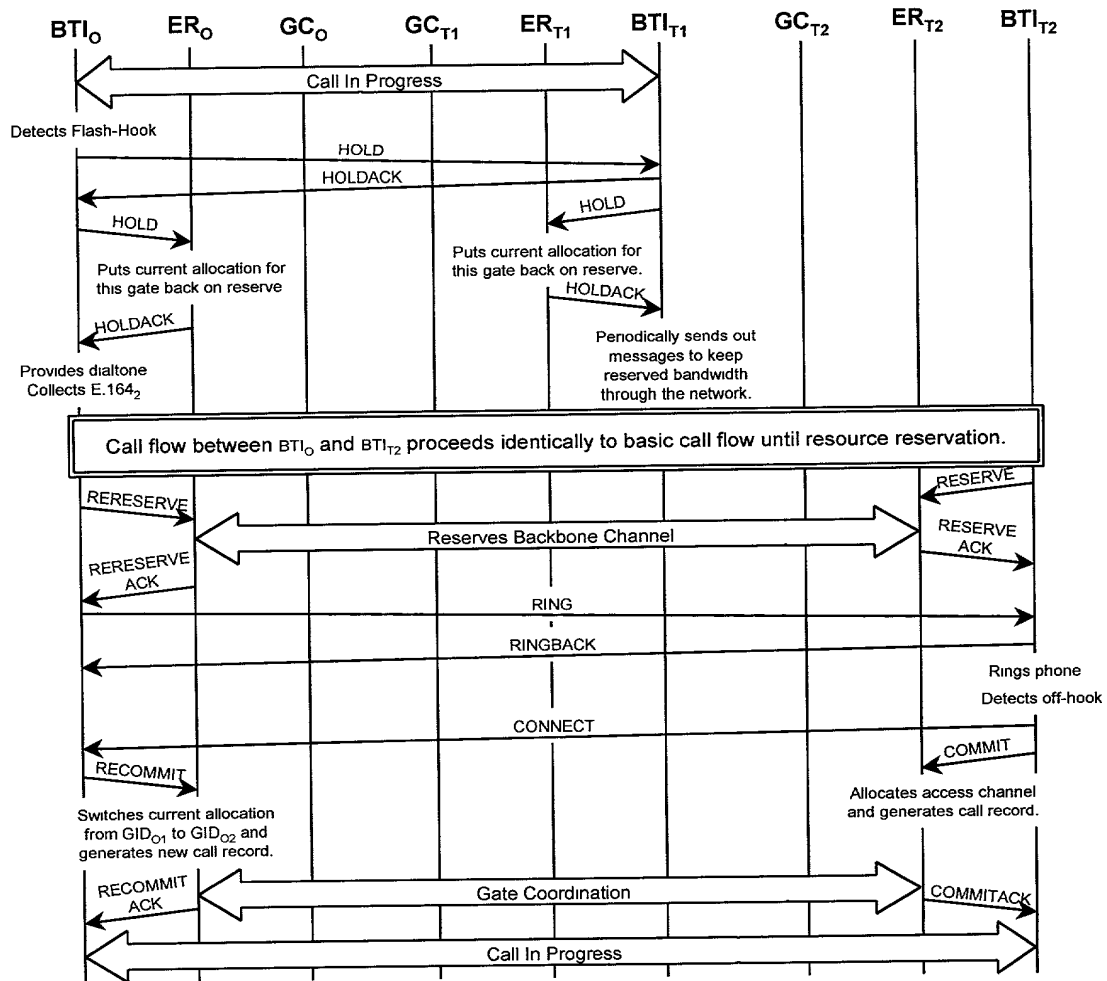 BTI_O ER_O GC_O GC_T1 ER_T1 BTI_T1 GC_T2 ER_T2 BTI_T2
Call In Progress
Detects Flash-Hook
HOLD
HOLDACK
HOLD
HOLD
Puts current allocation for
this gate back on reserve
Puts current allocation for
this gate back on reserve.
HOLDACK
HOLDACK
Provides dialtone
Collects E.164_2
Periodically sends out
messages to keep
reserved bandwidth
through the network.
Call flow between BTI_O and BTI_T2 proceeds identically to basic call flow until resource reservation.
RERESERVE
RESERVE
Reserves Backbone Channel
RESERVE
ACK
RERESERVE
ACK
RING
RINGBACK
Rings phone
Detects off-hook
CONNECT
RECOMMIT
COMMIT
Switches current allocation
from GID_O1 to GID_O2 and
generates new call record.
Allocates access channel
and generates call record.
RECOMMIT
ACK
Gate Coordination
COMMITACK
Call In Progress